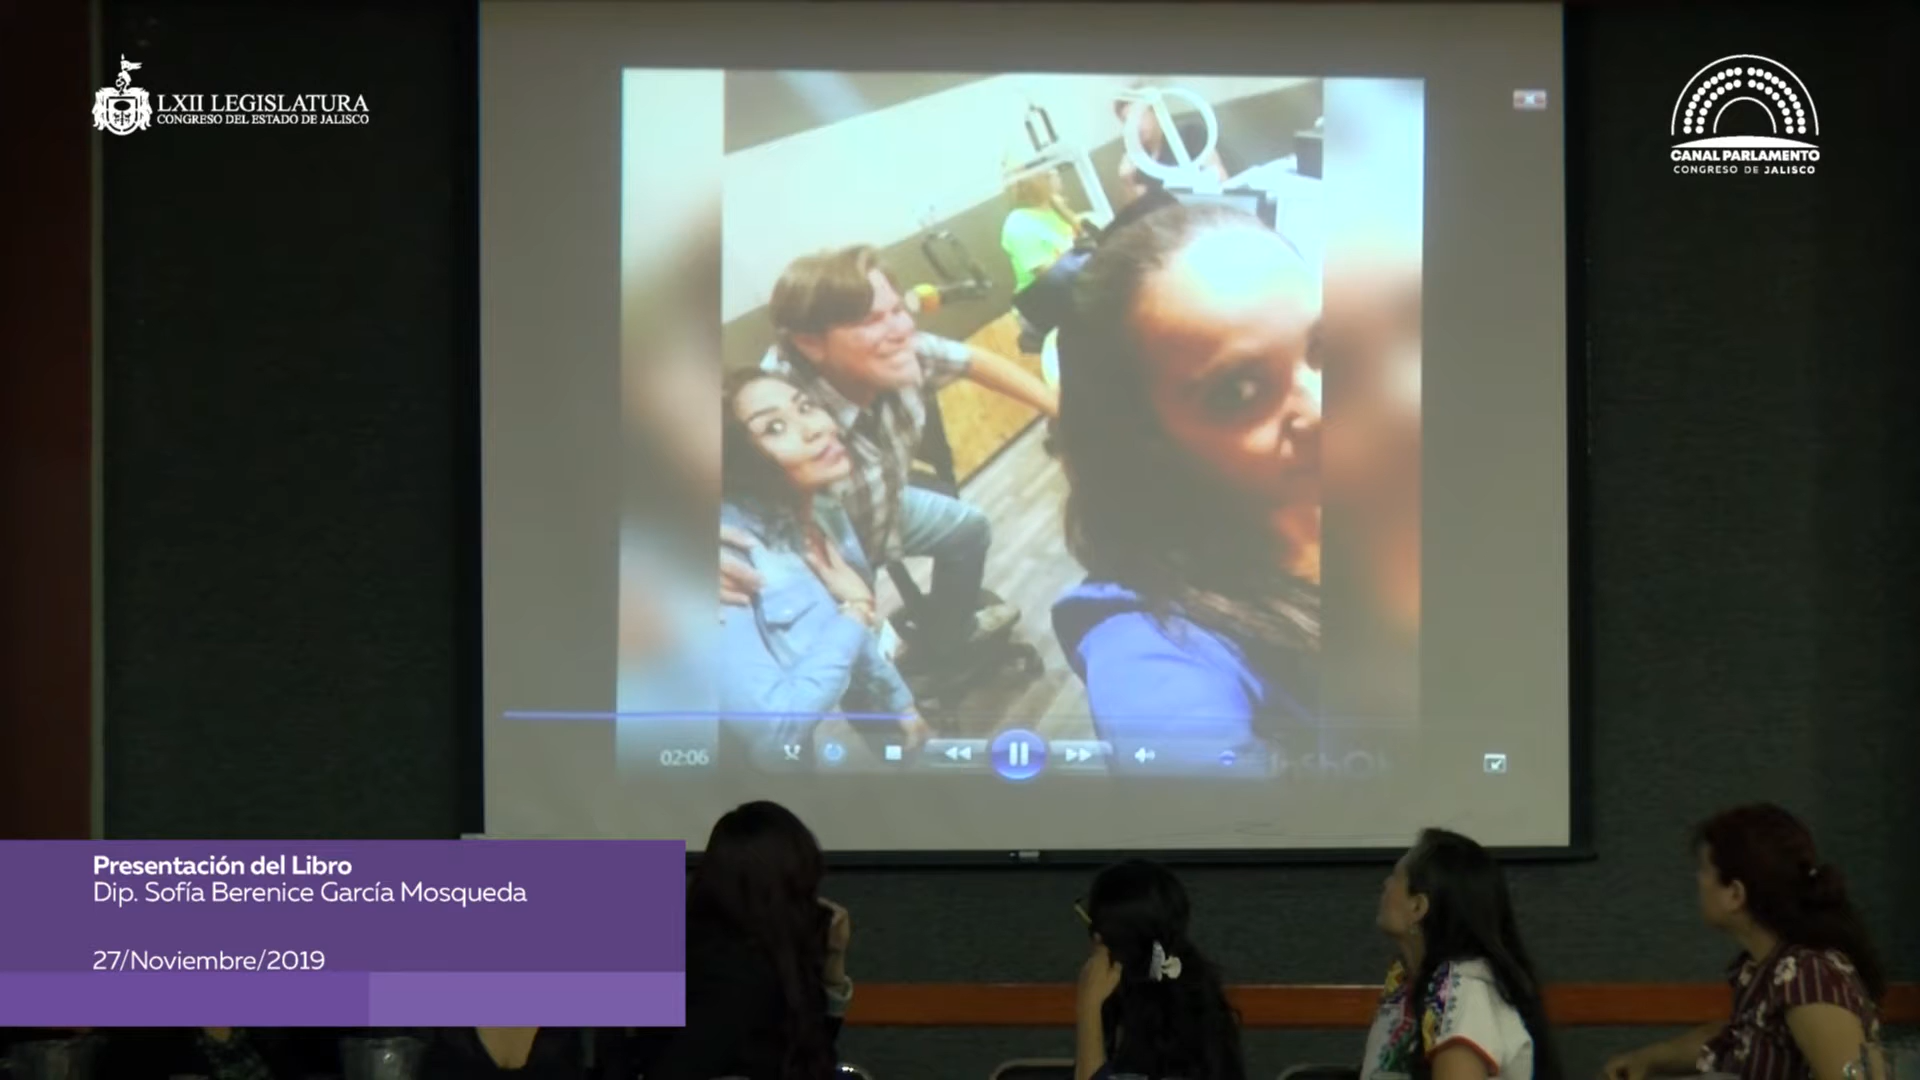 LXII LEGISLATURA
CONGRESO DEL ESTADO DE JALISCO
CANAL PARLAMENTO
CONGRESO DE JALISCO
02:06
Presentación del Libro
Dip. Sofía Berenice García Mosqueda
27/Noviembre/2019